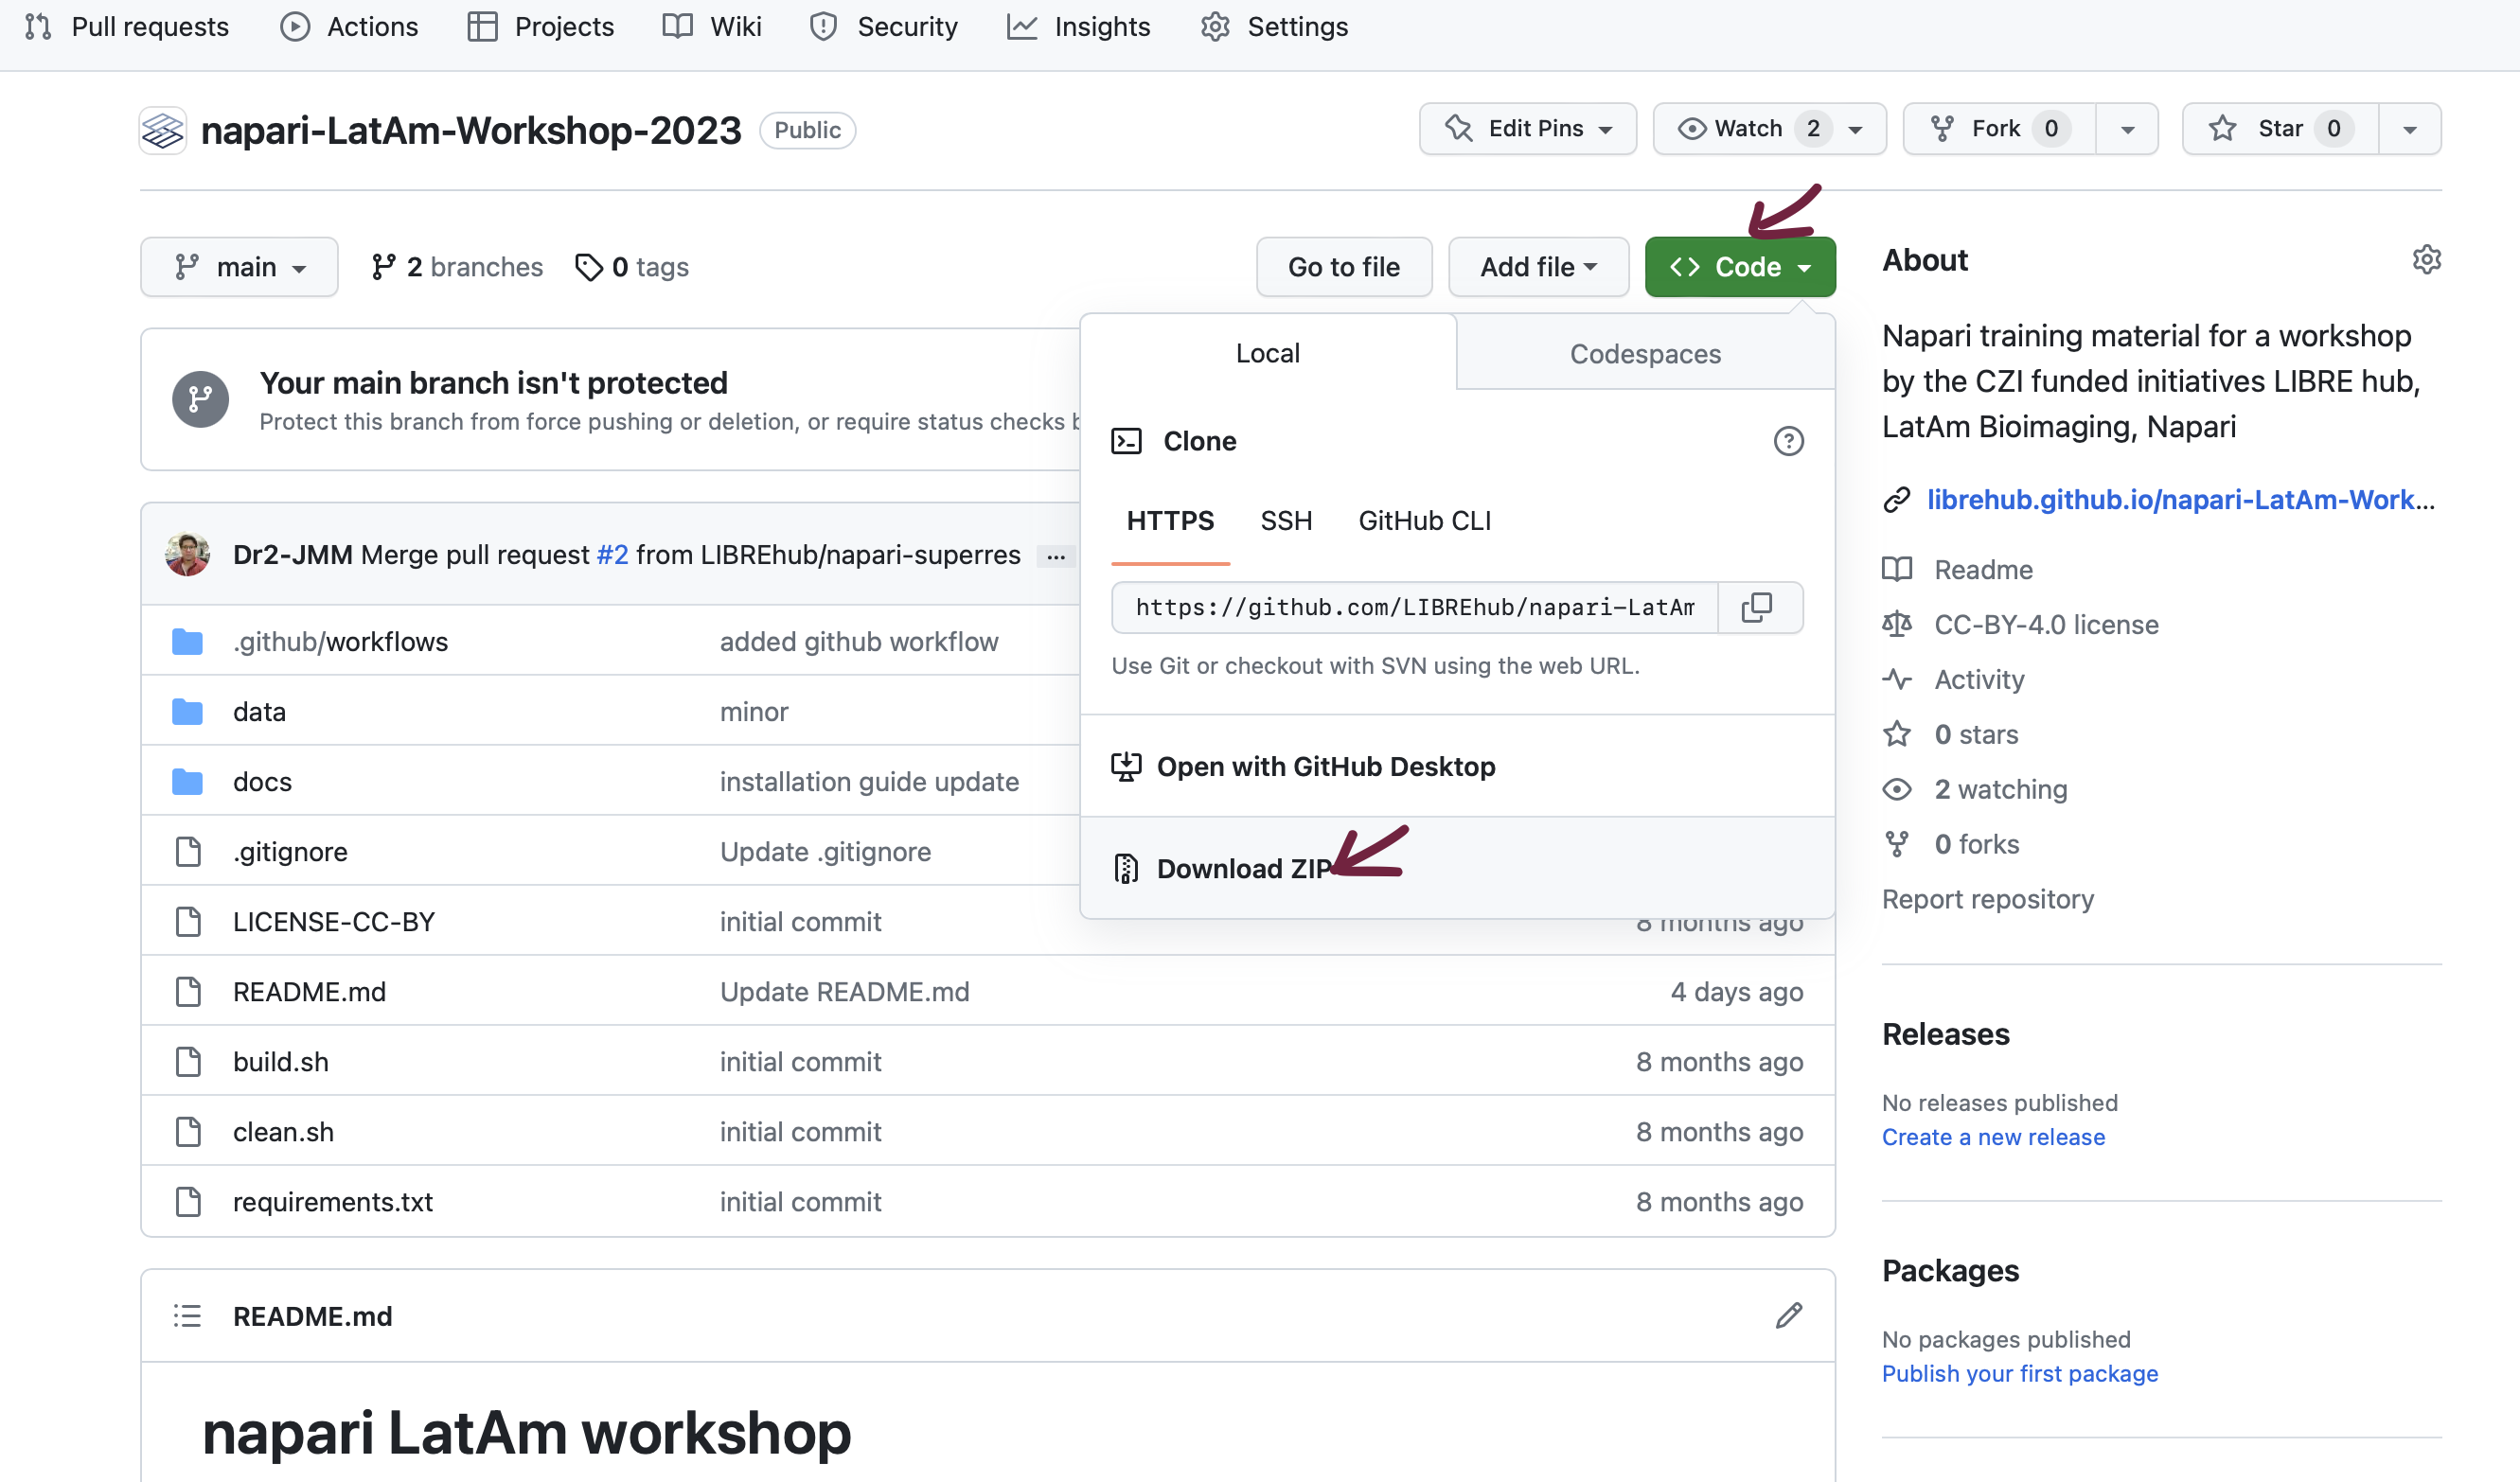 Pull requests Actions Projects Wiki Security Insights Settings
napari-LatAm-Workshop-2023 Public
Edit Pins Watch 2 Fork 0 Star 0
main 2 branches 0 tags
Go to file Add file Code
Local Codespaces
Clone
HTTPS SSH GitHub CLI
https://github.com/LIBREhub/napari-LatAm
Use Git or checkout with SVN using the web URL.
Open with GitHub Desktop
Download ZIP
Your main branch isn't protected
Protect this branch from force pushing or deletion, or require status checks
Dr2-JMM Merge pull request #2 from LIBREhub/napari-superres ...
.github/workflows added github workflow
data minor
docs installation guide update
.gitignore Update .gitignore
LICENSE-CC-BY initial commit 8 months ago
README.md Update README.md 4 days ago
build.sh initial commit 8 months ago
clean.sh initial commit 8 months ago
requirements.txt initial commit 8 months ago
README.md
napari LatAm workshop
About
Napari training material for a workshop
by the CZI funded initiatives LIBRE hub,
LatAm Bioimaging, Napari
librehub.github.io/napari-LatAm-Work...
Readme
CC-BY-4.0 license
Activity
0 stars
2 watching
0 forks
Report repository
Releases
No releases published
Create a new release
Packages
No packages published
Publish your first package